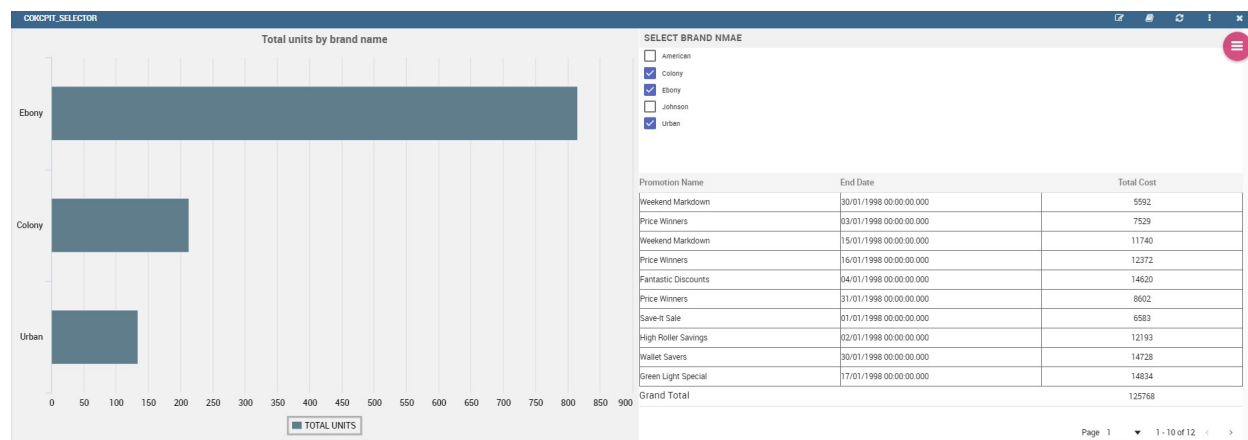 COKCPIT_SELECTOR
Total units by brand name
Ebony
Colony
Urban
0 50 100 150 200 250 300 350 400 450 500 550 600 650 700 750 800 850 900
TOTAL UNITS
SELECT BRAND NMAE
American
Colony
Ebony
Johnson
Urban
Promotion Name End Date Total Cost
Weekend Markdown 30/01/1998 00:00:00.000 5592
Price Winners 03/01/1998 00:00:00.000 7529
Weekend Markdown 15/01/1998 00:00:00.000 11740
Price Winners 16/01/1998 00:00:00.000 12372
Fantastic Discounts 04/01/1998 00:00:00.000 14620
Price Winners 31/01/1998 00:00:00.000 8602
Save-It Sale 01/01/1998 00:00:00.000 6583
High Roller Savings 02/01/1998 00:00:00.000 12193
Wallet Savers 30/01/1998 00:00:00.000 14728
Green Light Special 17/01/1998 00:00:00.000 14834
Grand Total 125768
Page 1 1 - 10 of 12